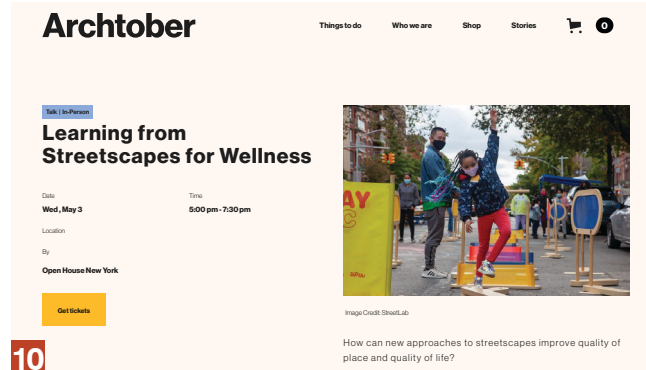 Archtober
Things to do
Who we are
Shop
Stories
0
Talk | In-Person
Learning from
Streetscapes for Wellness
Date
Time
Wed, May 3
5:00 pm - 7:30 pm
Location
By
Open House New York
Get tickets
AY
Image Credit: StreetLab
How can new approaches to streetscapes improve quality of
place and quality of life?
10